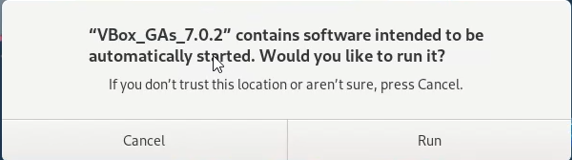 “VBox_GAs_7.0.2” contains software intended to be
automatically started. Would you like to run it?
If you don’t trust this location or aren’t sure, press Cancel.
Cancel
Run